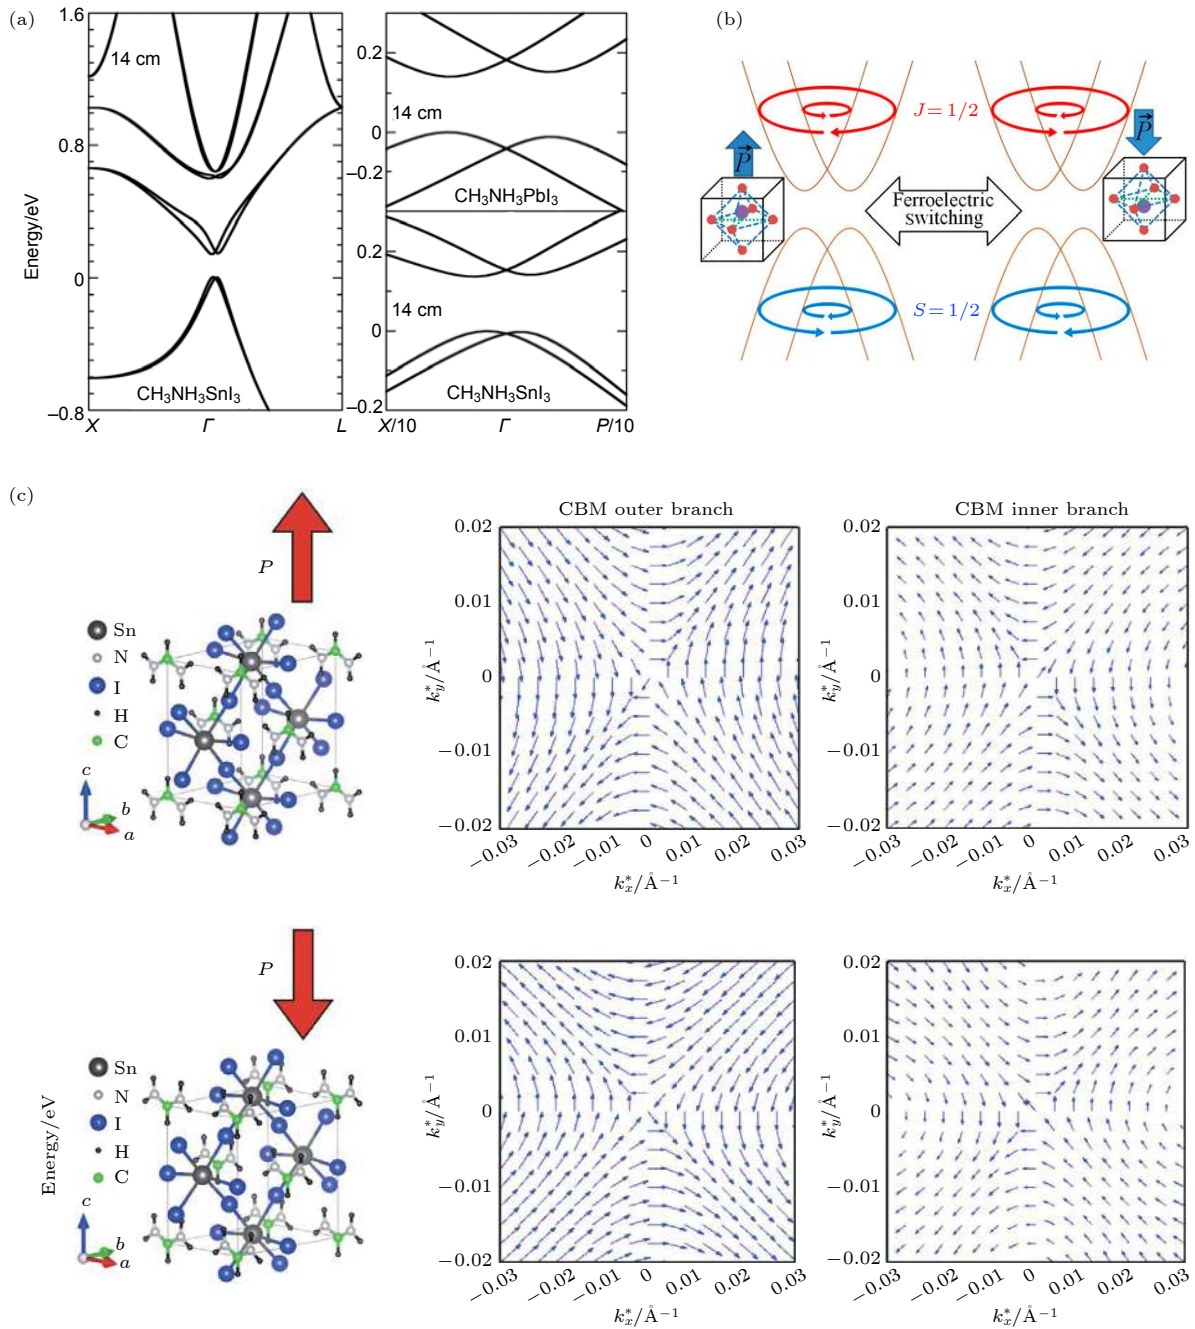 (a)
1.6
0.8
0
−0.8
Energy/eV
14 cm
CH3NH3SnI3
X
Γ
L
0.2
14 cm
0
−0.2
CH3NH3PbI3
0.2
14 cm
0
CH3NH3SnI3
−0.2
X/10
Γ
P/10
(b)
J = 1/2
P
P
Ferroelectric
switching
S = 1/2
(c)
P
Sn
N
I
H
C
c
b
a
CBM outer branch
0.02
0.01
0
−0.01
−0.02
k*y/Å−1
−0.03
−0.02
−0.01
0
0.01
0.02
0.03
k*x/Å−1
CBM inner branch
0.02
0.01
0
−0.01
−0.02
k*y/Å−1
−0.03
−0.02
−0.01
0
0.01
0.02
0.03
k*x/Å−1
P
Energy/eV
Sn
N
I
H
C
c
b
a
0.02
0.01
0
−0.01
−0.02
k*y/Å−1
−0.03
−0.02
−0.01
0
0.01
0.02
0.03
k*x/Å−1
0.02
0.01
0
−0.01
−0.02
k*y/Å−1
−0.03
−0.02
−0.01
0
0.01
0.02
0.03
k*x/Å−1